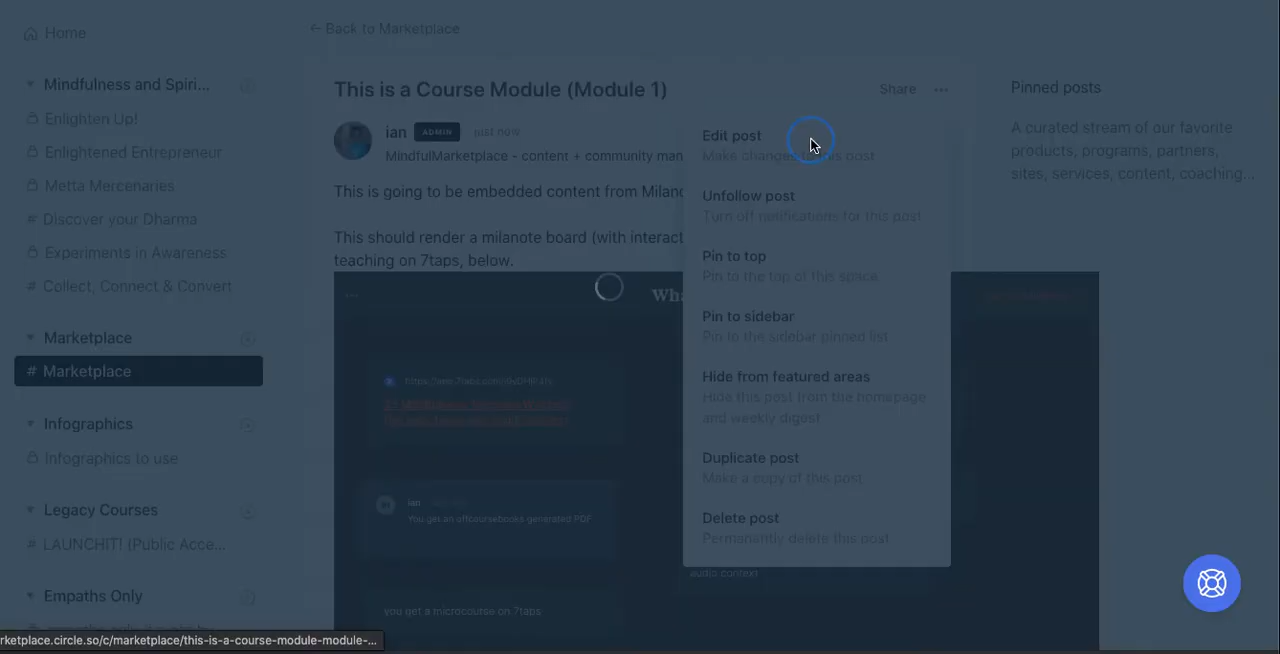 Home
← Back to Marketplace
Mindfulness and Spiri...
Enlighten Up!
Enlightened Entrepreneur
Metta Mercenaries
# Discover your Dharma
Experiments in Awareness
# Collect, Connect & Convert
Marketplace
# Marketplace
Infographics
Infographics to use
Legacy Courses
# LAUNCHIT! (Public Acce...
Empaths Only
This is a Course Module (Module 1)
Share ...
ian ADMIN just now
MindfulMarketplace - content + community man
This is going to be embedded content from Milano
This should render a milanote board (with interact
teaching on 7taps, below.
Wha
ian
You get an offcoursebooks generated PDF
you get a microcourse on 7taps
Edit post
Make changes to this post
Unfollow post
Turn off notifications for this post
Pin to top
Pin to the top of this space
Pin to sidebar
Pin to the sidebar pinned list
Hide from featured areas
Hide this post from the homepage
and weekly digest
Duplicate post
Make a copy of this post
Delete post
Permanantly delete this post
audio context
Pinned posts
A curated stream of our favorite
products, programs, partners,
sites, services, content, coaching...
rketplace.circle.so/c/marketplace/this-is-a-course-module-module-...